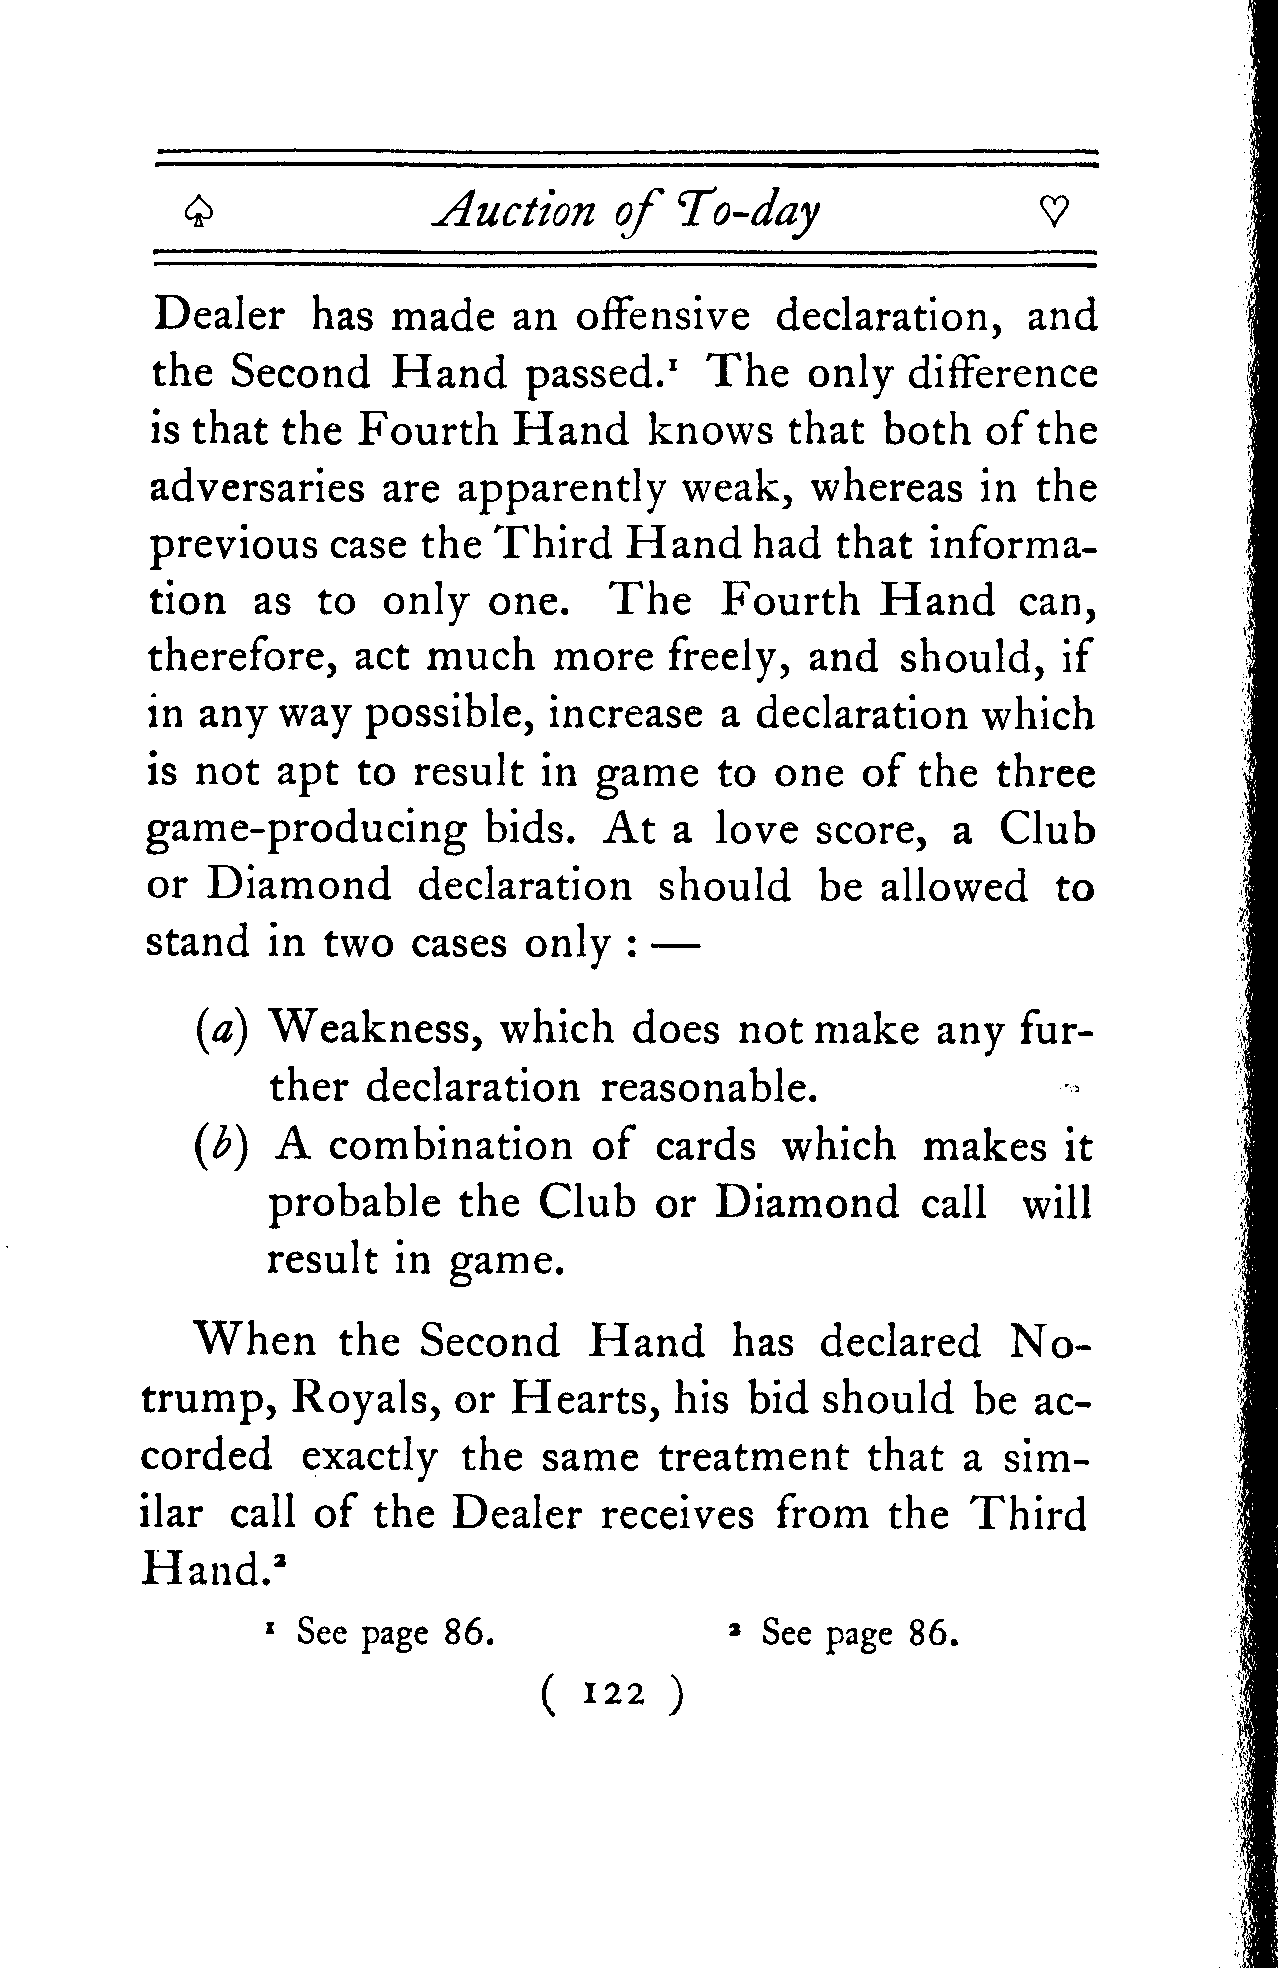 ♤ Auction of To-day ♡
Dealer has made an offensive declaration, and
the Second Hand passed.¹ The only difference
is that the Fourth Hand knows that both of the
adversaries are apparently weak, whereas in the
previous case the Third Hand had that informa-
tion as to only one. The Fourth Hand can,
therefore, act much more freely, and should, if
in any way possible, increase a declaration which
is not apt to result in game to one of the three
game-producing bids. At a love score, a Club
or Diamond declaration should be allowed to
stand in two cases only : —
(a) Weakness, which does not make any fur-
ther declaration reasonable.
(b) A combination of cards which makes it
probable the Club or Diamond call will
result in game.
When the Second Hand has declared No-
trump, Royals, or Hearts, his bid should be ac-
corded exactly the same treatment that a sim-
ilar call of the Dealer receives from the Third
Hand.²
¹ See page 86. ² See page 86.
( 122 )